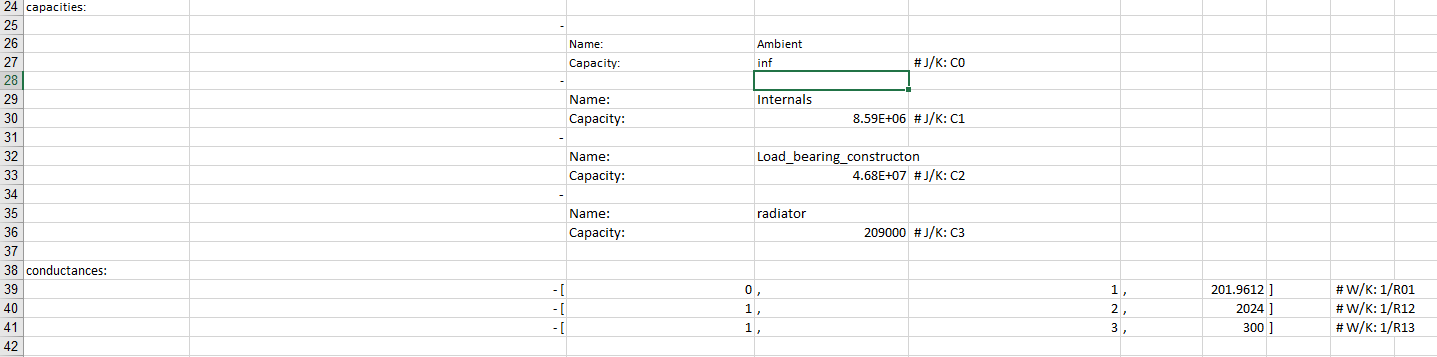 24 capacities:
25 -
26 Name: Ambient
27 Capacity: inf # J/K: C0
28 -
29 Name: Internals
30 Capacity: 8.59E+06 # J/K: C1
31 -
32 Name: Load_bearing_constructon
33 Capacity: 4.68E+07 # J/K: C2
34 -
35 Name: radiator
36 Capacity: 209000 # J/K: C3
37
38 conductances:
39 - [ 0 , 1 , 201.9612 ] # W/K: 1/R01
40 - [ 1 , 2 , 2024 ] # W/K: 1/R12
41 - [ 1 , 3 , 300 ] # W/K: 1/R13
42